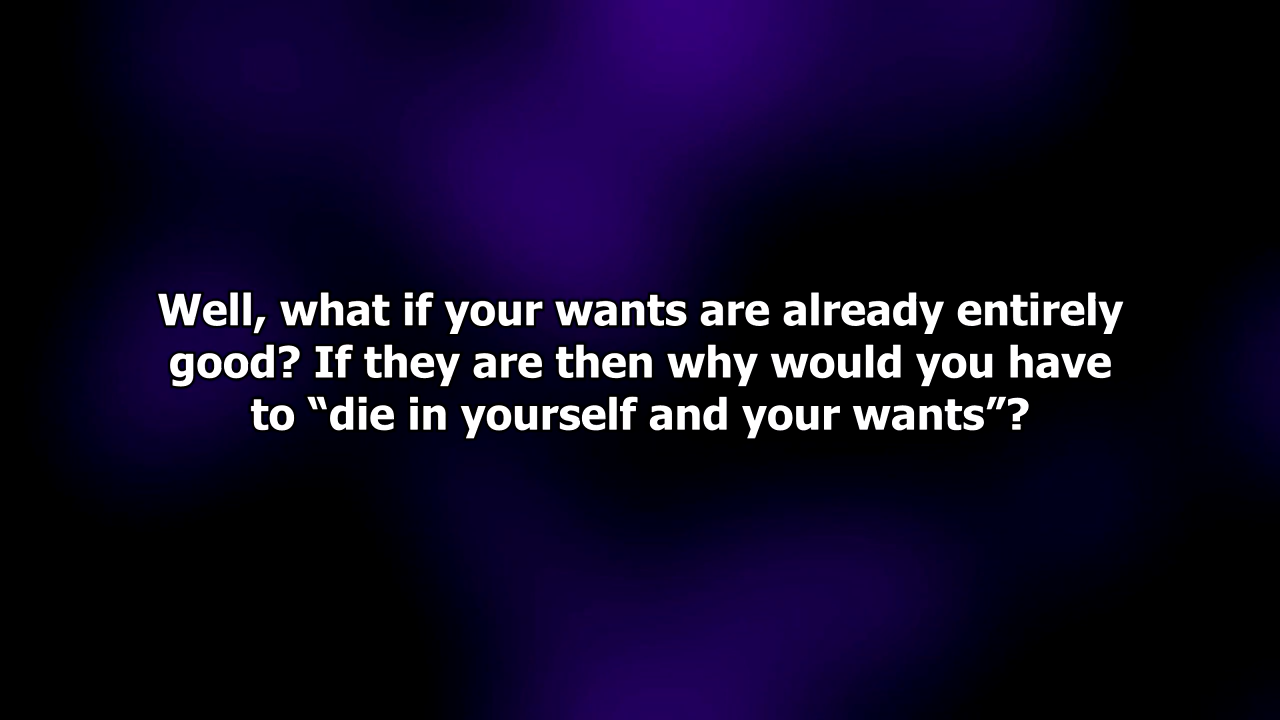 Well, what if your wants are already entirely
good? If they are then why would you have
to “die in yourself and your wants”?